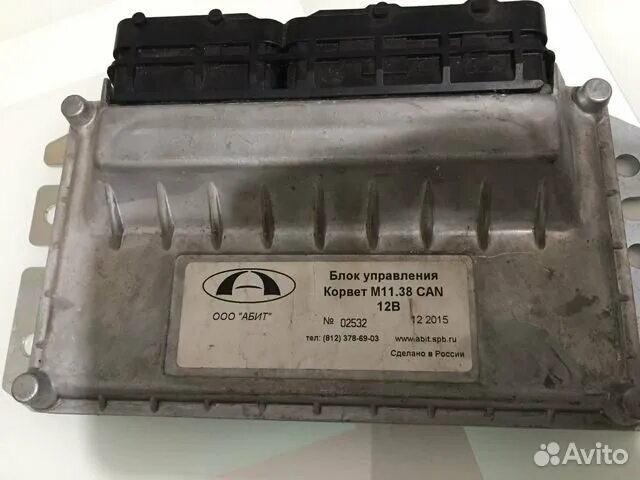 Блок управления
Корвет М11.38 CAN
12В
ООО "АБИТ"
№ 02532 12 2015
тел: (812) 378-69-03 www.abit.spb.ru
Сделано в России
Avito